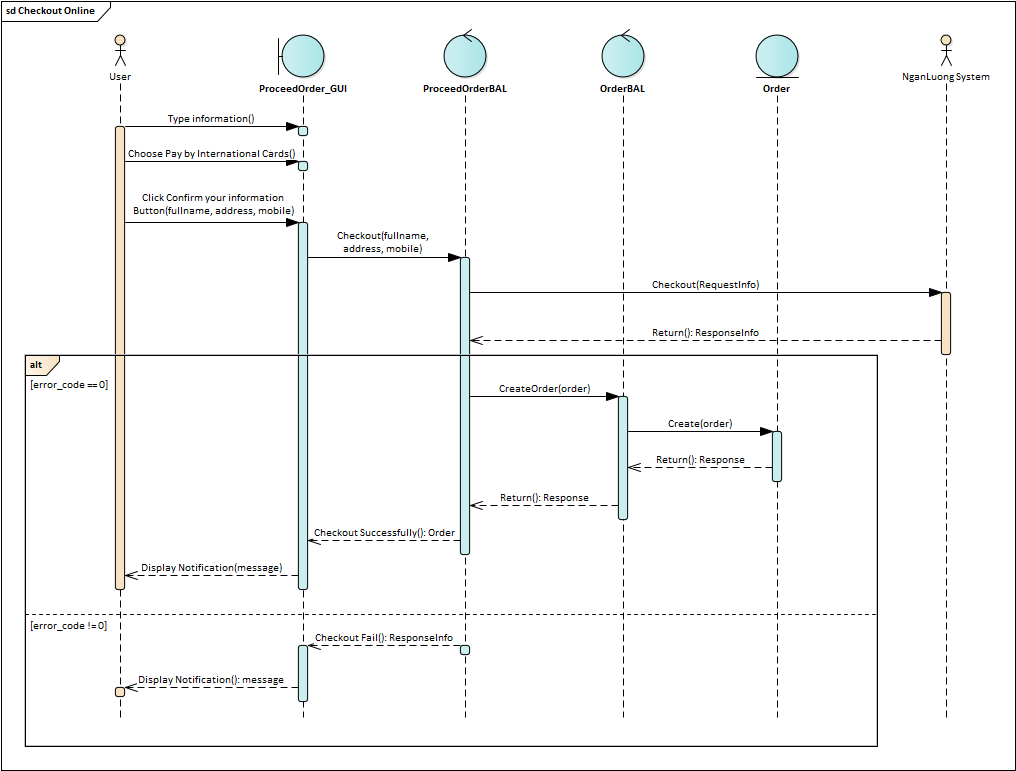 sd Checkout Online
User
ProceedOrder_GUI
ProceedOrderBAL
OrderBAL
Order
NganLuong System
Type information()
Choose Pay by International Cards()
Click Confirm your information
Button(fullname, address, mobile)
Checkout(fullname,
address, mobile)
Checkout(RequestInfo)
Return(): ResponseInfo
alt
[error_code ==0]
CreateOrder(order)
Create(order)
Return(): Response
Return(): Response
Checkout Successfully(): Order
Display Notification(message)
[error_code !=0]
Checkout Fail(): ResponseInfo
Display Notification(): message